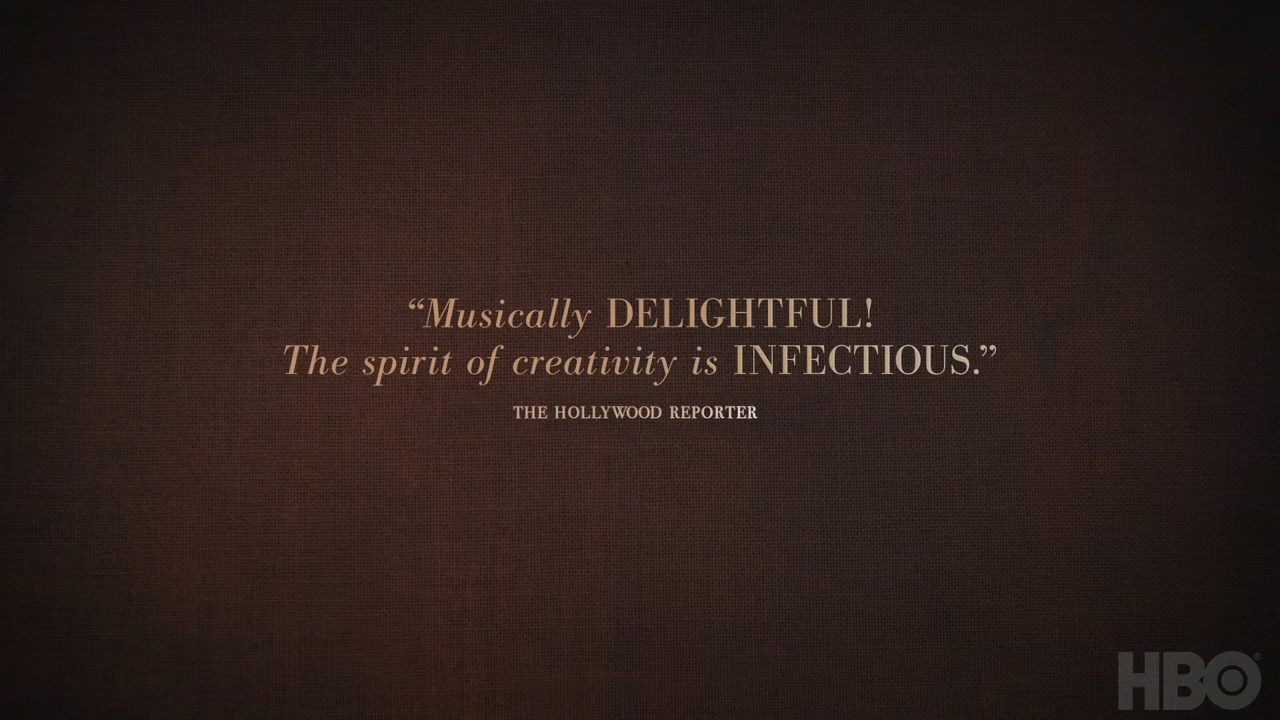 “Musically DELIGHTFUL!
The spirit of creativity is INFECTIOUS.”
THE HOLLYWOOD REPORTER
HBO®